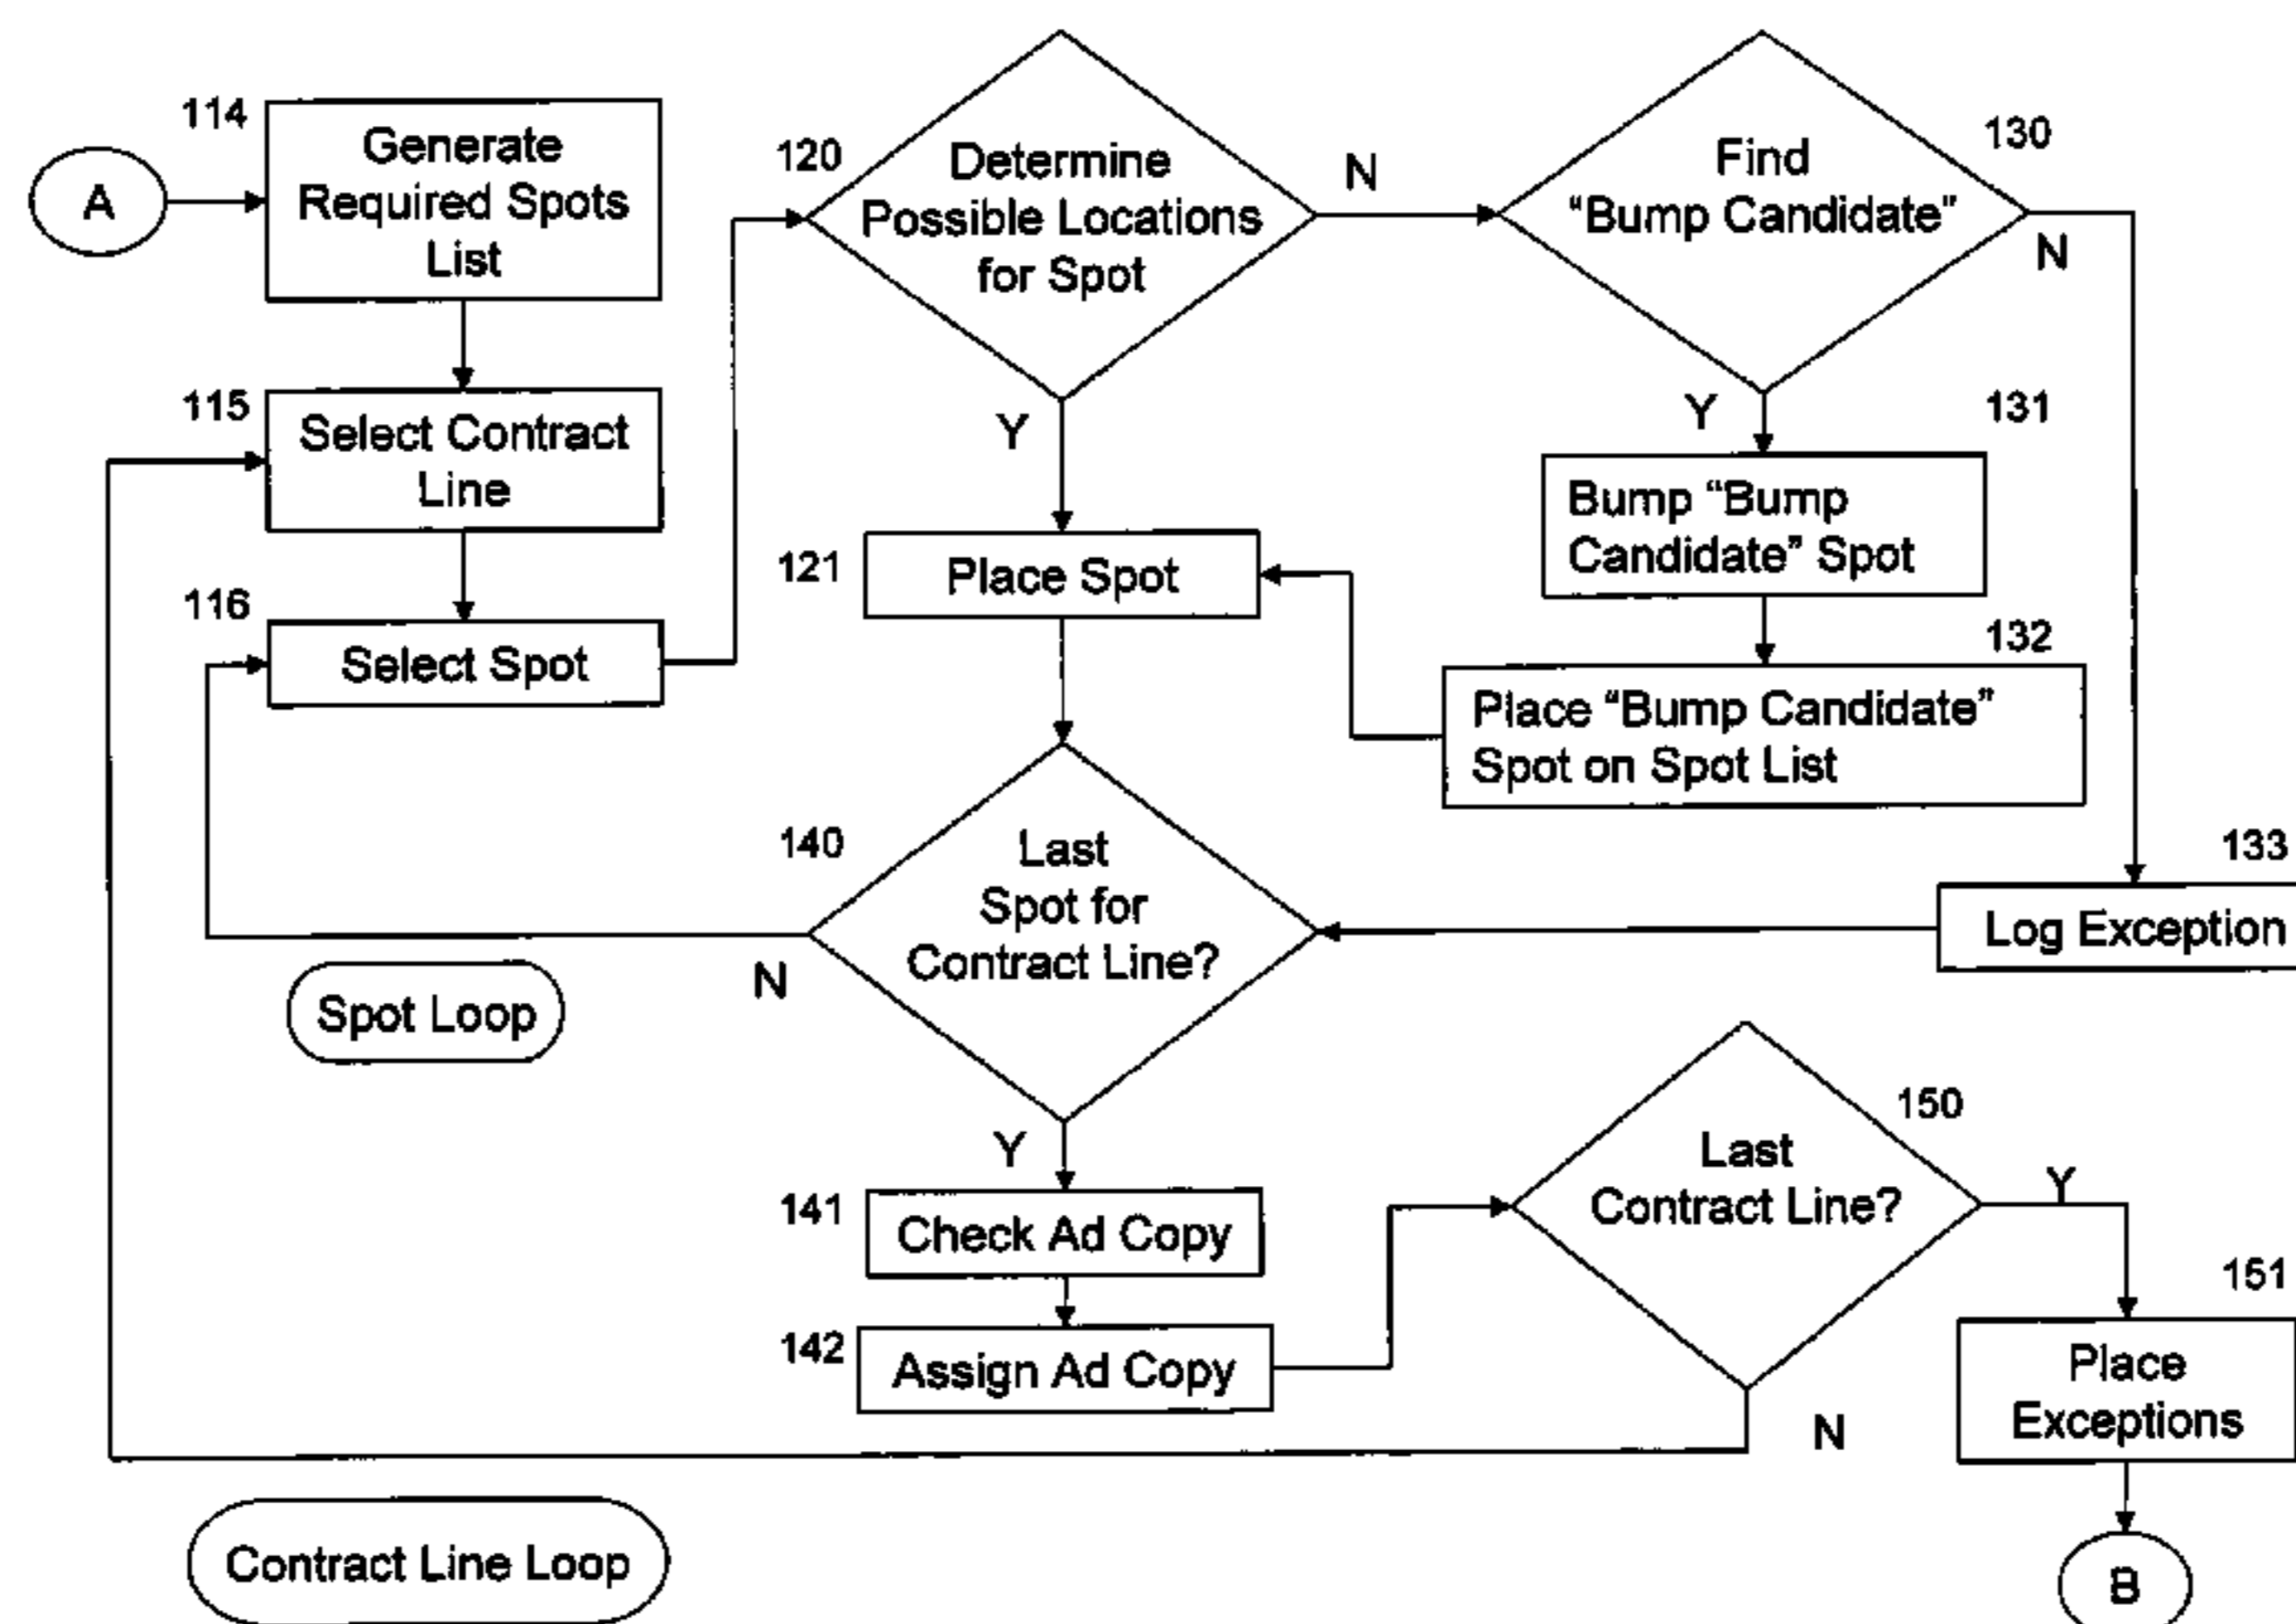 114
A
Generate
Required Spots
List
115
Select Contract
Line
116
Select Spot
120
Determine
Possible Locations
for Spot
N
Y
130
Find
“Bump Candidate”
N
Y
131
Bump “Bump
Candidate” Spot
121
Place Spot
132
Place “Bump Candidate”
Spot on Spot List
133
Log Exception
140
Last
Spot for
Contract Line?
N
Spot Loop
Y
141
Check Ad Copy
142
Assign Ad Copy
150
Last
Contract Line?
Y
N
151
Place
Exceptions
Contract Line Loop
B